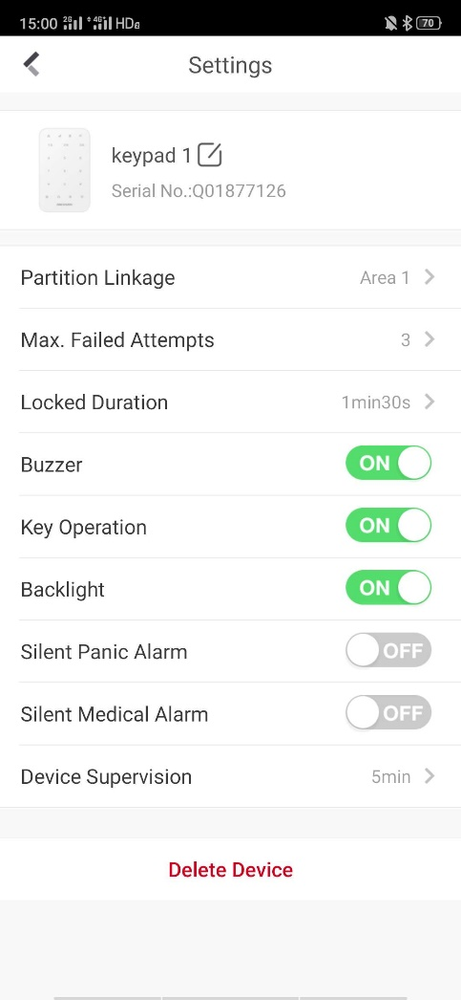 15:00 2G 4G HD
Settings
keypad 1
Serial No.:Q01877126
Partition Linkage Area 1
Max. Failed Attempts 3
Locked Duration 1min30s
Buzzer ON
Key Operation ON
Backlight ON
Silent Panic Alarm OFF
Silent Medical Alarm OFF
Device Supervision 5min
Delete Device
70